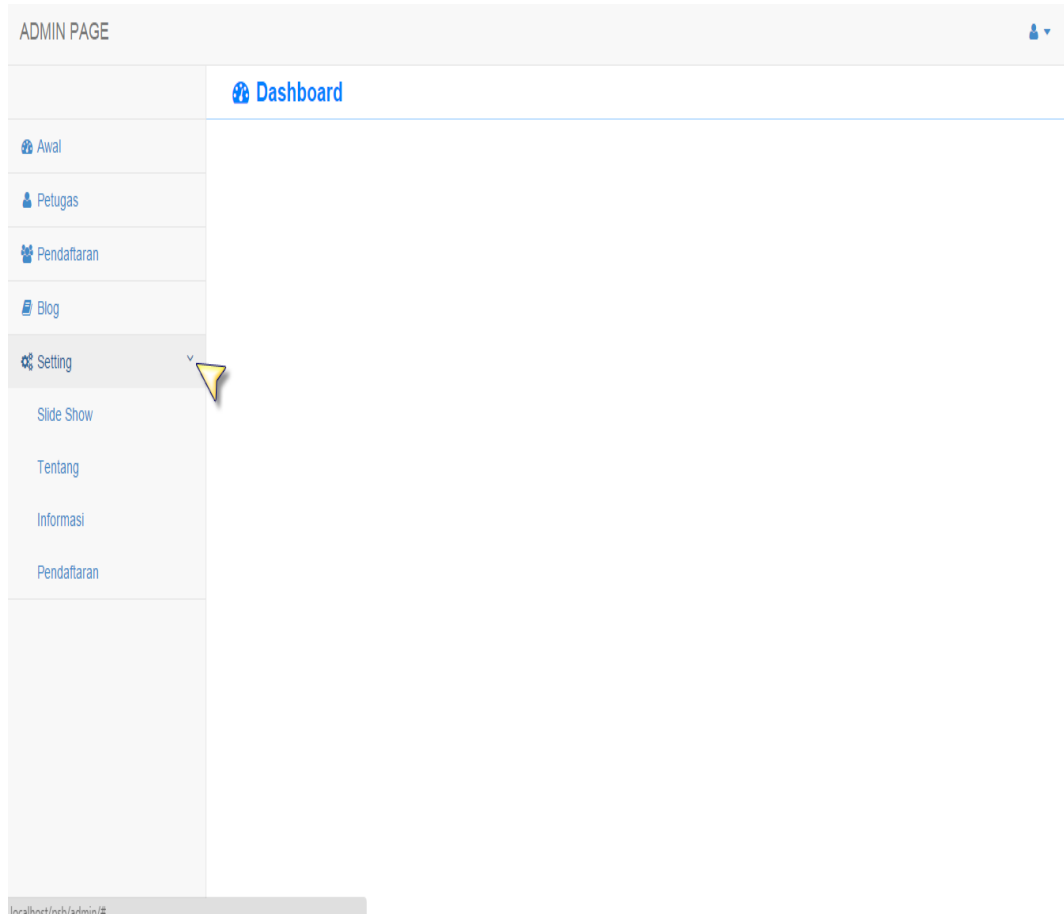 ADMIN PAGE
Dashboard
Awal
Petugas
Pendaftaran
Blog
Setting
Slide Show
Tentang
Informasi
Pendaftaran